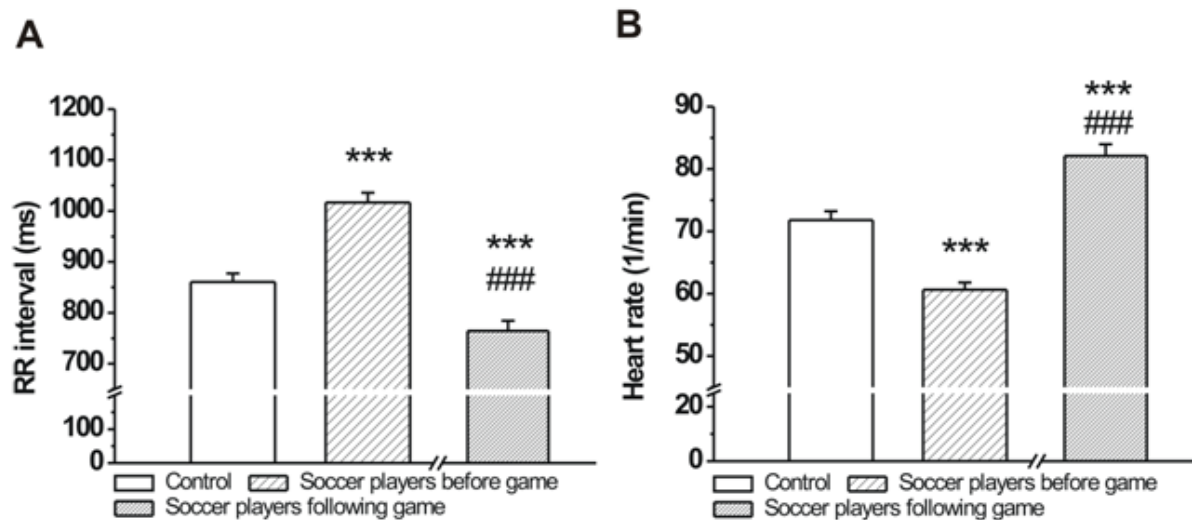 A
RR interval (ms)
1200
1100
1000
900
800
700
100
0
***
***
###
Control
Soccer players before game
Soccer players following game
B
Heart rate (1/min)
90
80
70
60
50
20
0
***
***
###
Control
Soccer players before game
Soccer players following game